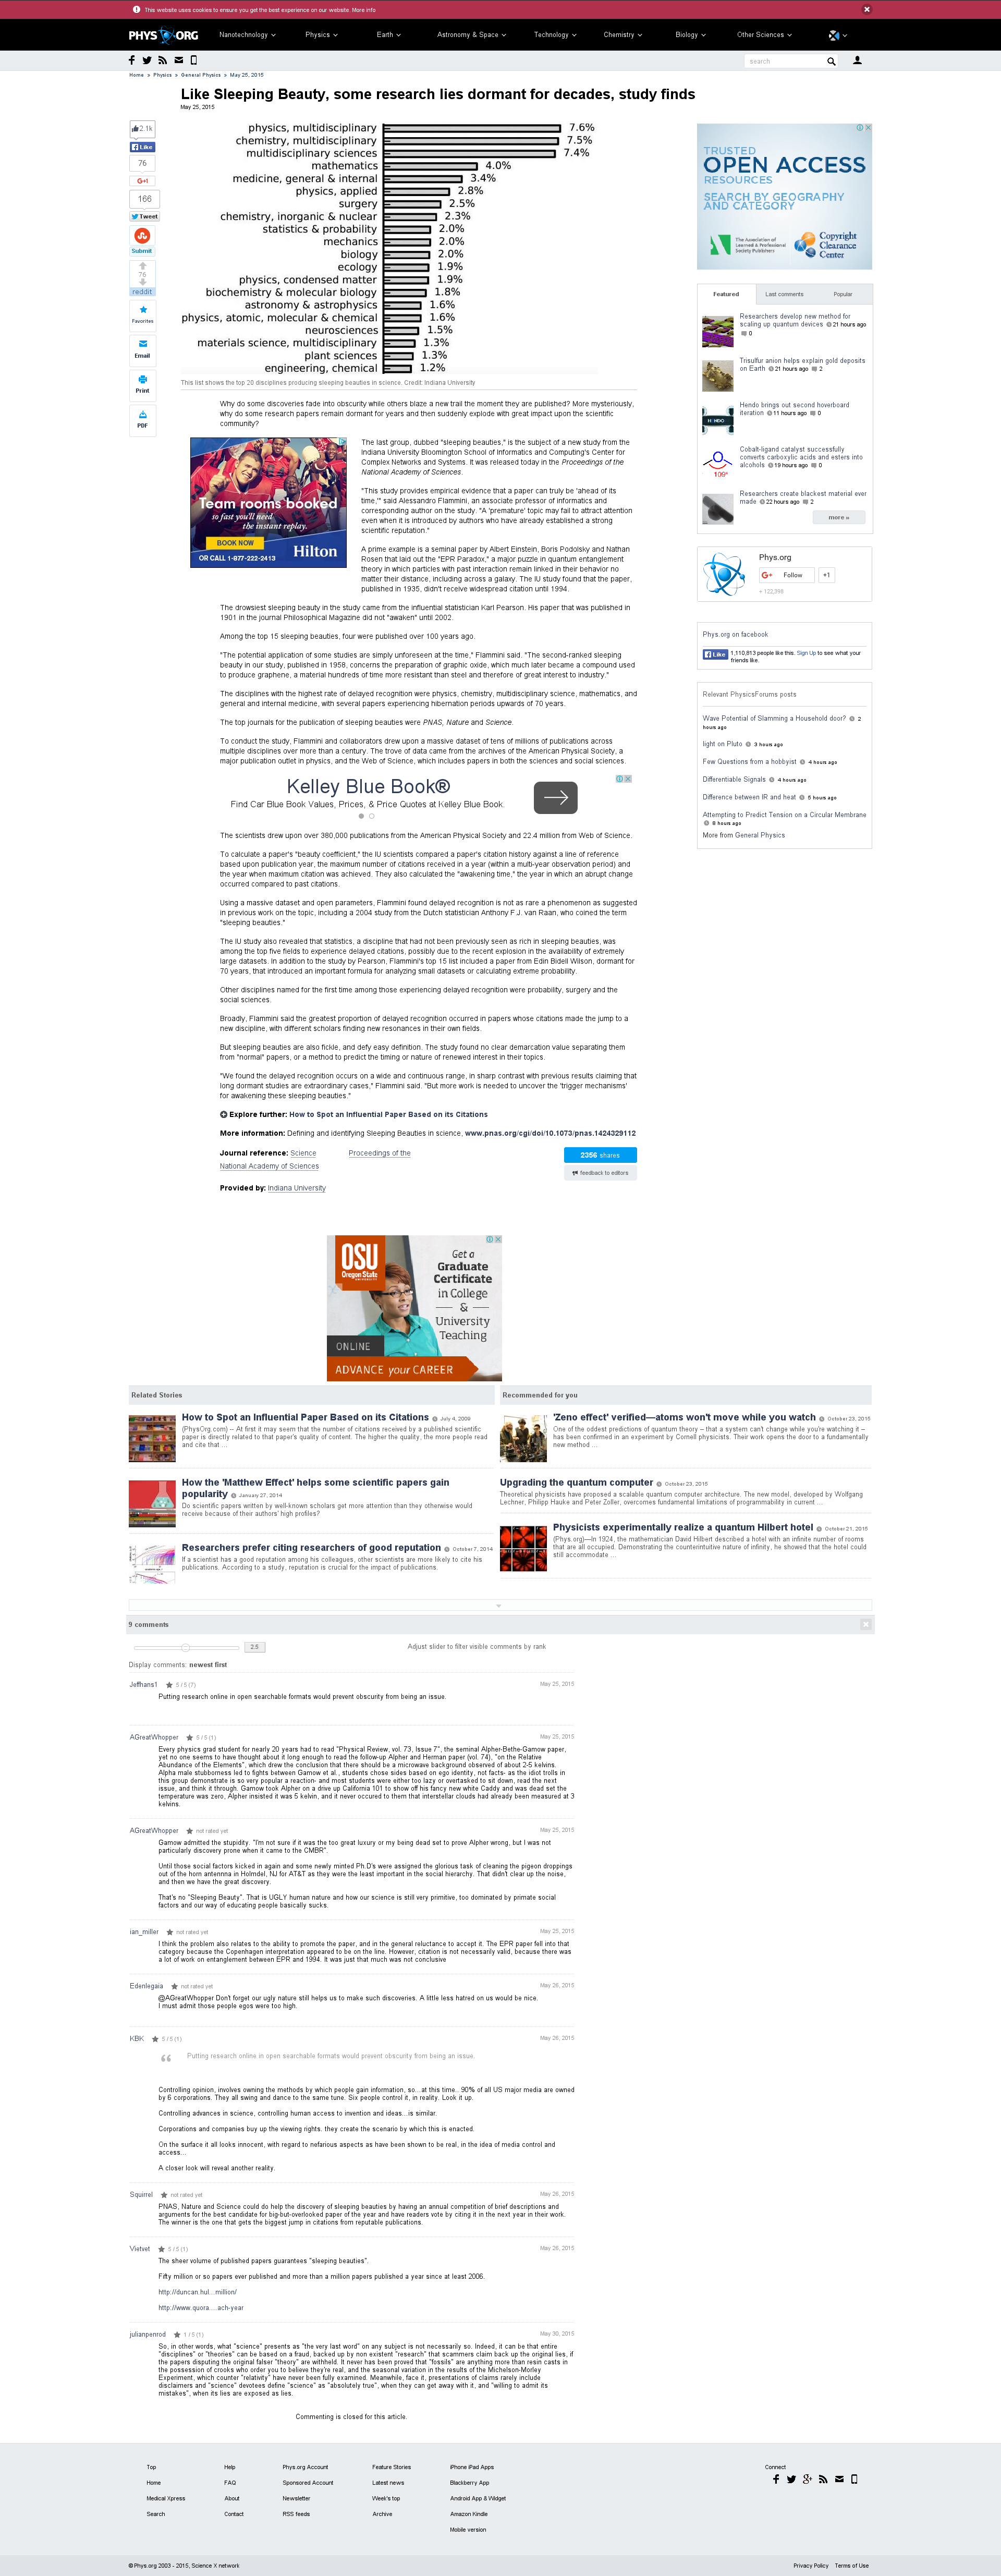 This website uses cookies to ensure you get the best experience on our website. More info
PHYS ORG
Nanotechnology
Physics
Earth
Astronomy & Space
Technology
Chemistry
Biology
Other Sciences
search
Home » Physics » General Physics » May 25, 2015
Like Sleeping Beauty, some research lies dormant for decades, study finds
May 25, 2015
2.1k
Like
76
+1
166
Tweet
Submit
76
reddit
Favorites
Email
Print
PDF
physics, multidisciplinary 7.6%
chemistry, multidisciplinary 7.5%
multidisciplinary sciences 7.4%
mathematics 4.0%
medicine, general & internal 3.4%
physics, applied 2.8%
surgery 2.5%
chemistry, inorganic & nuclear 2.3%
statistics & probability 2.0%
mechanics 2.0%
biology 2.0%
ecology 1.9%
physics, condensed matter 1.9%
biochemistry & molecular bio 1.8%
astronomy & astrophysics 1.6%
physics, atomic, molecular & chemical 1.6%
neurosciences 1.5%
materials science, multidisciplinary 1.3%
plant sciences 1.3%
engineering, chemical 1.2%
This list shows the top 20 disciplines producing sleeping beauties in science. Credit: Indiana University
Why do some discoveries fade into obscurity while others blaze a new trail the moment they are published? More mysteriously,
why do some research papers remain dormant for years and then suddenly explode with great impact upon the scientific
community?
Team rooms booked
so fast you'll need
the instant replay.
BOOK NOW
OR CALL 1-877-222-2413
Hilton
The last group, dubbed "sleeping beauties," is the subject of a new study from the
Indiana University Bloomington School of Informatics and Computing's Center for
Complex Networks and Systems. It was released today in the Proceedings of the
National Academy of Sciences.
"This study provides empirical evidence that a paper can truly be 'ahead of its
time,'" said Alessandro Flammini, an associate professor of informatics and
corresponding author on the study. "A 'premature' topic may fail to attract attention
even when it is introduced by authors who have already established a strong
scientific reputation."
A prime example is a seminal paper by Albert Einstein, Boris Podolsky and Nathan
Rosen that laid out the "EPR Paradox," a major puzzle in quantum entanglement
theory in which particles with past interaction remain linked in their behavior no
matter their distance, including across a galaxy. The IU study found that the paper,
published in 1935, didn't receive widespread citation until 1994.
The drowsiest sleeping beauty in the study came from the influential statistician Karl Pearson. His paper that was published in
1901 in the journal Philosophical Magazine did not "awaken" until 2002.
Among the top 15 sleeping beauties, four were published over 100 years ago.
"The potential application of some studies are simply unforeseen at the time," Flammini said. "The second-ranked sleeping
beauty in our study, published in 1958, concerns the preparation of graphic oxide, which much later became a compound used
to produce graphene, a material hundreds of time more resistant than steel and therefore of great interest to industry."
The disciplines with the highest rate of delayed recognition were physics, chemistry, multidisciplinary science, mathematics, and
general and internal medicine, with several papers experiencing hibernation periods upwards of 70 years.
The top journals for the publication of sleeping beauties were PNAS, Nature and Science.
To conduct the study, Flammini and collaborators drew upon a massive dataset of tens of millions of publications across
multiple disciplines over more than a century. The trove of data came from the archives of the American Physical Society, a
major publication outlet in physics, and the Web of Science, which includes papers in both the sciences and social sciences.
Kelley Blue Book®
Find Car Blue Book Values, Prices, & Price Quotes at Kelley Blue Book.
The scientists drew upon over 380,000 publications from the American Physical Society and 22.4 million from Web of Science.
To calculate a paper's "beauty coefficient," the IU scientists compared a paper's citation history against a line of reference
based upon publication year, the maximum number of citations received in a year (within a multi-year observation period) and
the year when maximum citation was achieved. They also calculated the "awakening time," the year in which an abrupt change
occurred compared to past citations.
Using a massive dataset and open parameters, Flammini found delayed recognition is not as rare a phenomenon as suggested
in previous work on the topic, including a 2004 study from the Dutch statistician Anthony F.J. van Raan, who coined the term
"sleeping beauties."
The IU study also revealed that statistics, a discipline that had not been previously seen as rich in sleeping beauties, was
among the top five fields to experience delayed citations, possibly due to the recent explosion in the availability of extremely
large datasets. In addition to the study by Pearson, Flammini's top 15 list included a paper from Edin Bidell Wilson, dormant for
70 years, that introduced an important formula for analyzing small datasets or calculating extreme probability.
Other disciplines named for the first time among those experiencing delayed recognition were probability, surgery and the
social sciences.
Broadly, Flammini said the greatest proportion of delayed recognition occurred in papers whose citations made the jump to a
new discipline, with different scholars finding new resonances in their own fields.
But sleeping beauties are also fickle, and defy easy definition. The study found no clear demarcation value separating them
from "normal" papers, or a method to predict the timing or nature of renewed interest in their topics.
"We found the delayed recognition occurs on a wide and continuous range, in sharp contrast with previous results claiming that
long dormant studies are extraordinary cases," Flammini said. "But more work is needed to uncover the 'trigger mechanisms'
for awakening these sleeping beauties."
Explore further: How to Spot an Influential Paper Based on its Citations
More information: Defining and identifying Sleeping Beauties in science, www.pnas.org/cgi/doi/10.1073/pnas.1424329112
Journal reference: Science Proceedings of the
National Academy of Sciences
2356 shares
feedback to editors
Provided by: Indiana University
TRUSTED
OPEN ACCESS
RESOURCES
SEARCH BY GEOGRAPHY
AND CATEGORY
The Association of
Learned & Professional
Society Publishers
Copyright
Clearance
Center
Featured
Last comments
Popular
Researchers develop new method for
scaling up quantum devices 21 hours ago
0
Trisulfur anion helps explain gold deposits
on Earth 21 hours ago 2
Hendo brings out second hoverboard
iteration 11 hours ago 0
Cobalt-ligand catalyst successfully
converts carboxylic acids and esters into
alcohols 19 hours ago 0
Researchers create blackest material ever
made 22 hours ago 2
more »
Phys.org
Follow
+1
+ 122,398
Phys.org on facebook
Like
1,110,813 people like this. Sign Up to see what your
friends like.
Relevant PhysicsForums posts
Wave Potential of Slamming a Household door? 2
hours ago
light on Pluto 3 hours ago
Few Questions from a hobbyist 4 hours ago
Differentiable Signals 4 hours ago
Difference between IR and heat 5 hours ago
Attempting to Predict Tension on a Circular Membrane
8 hours ago
More from General Physics
OSU
Oregon State
UNIVERSITY
Get a
Graduate
Certificate
in College
&
University
Teaching
ONLINE
ADVANCE your CAREER
Related Stories
How to Spot an Influential Paper Based on its Citations July 4, 2009
(PhysOrg.com) -- At first it may seem that the number of citations received by a published scientific
paper is directly related to that paper's quality of content. The higher the quality, the more people read
and cite that ...
How the 'Matthew Effect' helps some scientific papers gain
popularity January 27, 2014
Do scientific papers written by well-known scholars get more attention than they otherwise would
receive because of their authors' high profiles?
Researchers prefer citing researchers of good reputation October 7, 2014
If a scientist has a good reputation among his colleagues, other scientists are more likely to cite his
publications. According to a study, reputation is crucial for the impact of publications.
Recommended for you
'Zeno effect' verified—atoms won't move while you watch October 23, 2015
One of the oddest predictions of quantum theory – that a system can't change while you're watching it –
has been confirmed in an experiment by Cornell physicists. Their work opens the door to a fundamentally
new method ...
Upgrading the quantum computer October 23, 2015
Theoretical physicists have proposed a scalable quantum computer architecture. The new model, developed by Wolfgang
Lechner, Philipp Hauke and Peter Zoller, overcomes fundamental limitations of programmability in current ...
Physicists experimentally realize a quantum Hilbert hotel October 21, 2015
(Phys.org)—In 1924, the mathematician David Hilbert described a hotel with an infinite number of rooms
that are all occupied. Demonstrating the counterintuitive nature of infinity, he showed that the hotel could
still accommodate ...
9 comments
2.5
Adjust slider to filter visible comments by rank
Display comments: newest first
Jeffhans1 5 / 5 (7) May 25, 2015
Putting research online in open searchable formats would prevent obscurity from being an issue.
AGreatWhopper 5 / 5 (1) May 25, 2015
Every physics grad student for nearly 20 years had to read "Physical Review, vol. 73, Issue 7", the seminal Alpher-Bethe-Gamow paper,
yet no one seems to have thought about it long enough to read the follow-up Alpher and Herman paper (vol. 74), "on the Relative
Abundance of the Elements", which drew the conclusion that there should be a microwave background observed of about 2-5 kelvins.
Alpha male stubborness led to fights between Gamow et al., students chose sides based on ego identity, not facts- as the idiot trolls in
this group demonstrate is so very popular a reaction- and most students were either too lazy or overtasked to sit down, read the next
issue, and think it through. Gamow took Alpher on a drive up California 101 to show off his fancy new white Caddy and was dead set the
temperature was zero, Alpher insisted it was 5 kelvin, and it never occured to them that interstellar clouds had already been measured at 3
kelvins.
AGreatWhopper not rated yet May 25, 2015
Gamow admitted the stupidity. "I'm not sure if it was the too great luxury or my being dead set to prove Alpher wrong, but I was not
particularly discovery prone when it came to the CMBR".
Until those social factors kicked in again and some newly minted Ph.D's were assigned the glorious task of cleaning the pigeon droppings
out of the horn antennna in Holmdel, NJ for AT&T as they were the least important in the social hierarchy. That didn't clear up the noise,
and then we have the great discovery.
That's no "Sleeping Beauty". That is UGLY human nature and how our science is still very primitive, too dominated by primate social
factors and our way of educating people basically sucks.
ian_miller not rated yet May 25, 2015
I think the problem also relates to the ability to promote the paper, and in the general reluctance to accept it. The EPR paper fell into that
category because the Copenhagen interpretation appeared to be on the line. However, citation is not necessarily valid, because there was
a lot of work on entanglement between EPR and 1994. It was just that much was not conclusive
Edenlegaia not rated yet May 26, 2015
@AGreatWhopper Don't forget our ugly nature still helps us to make such discoveries. A little less hatred on us would be nice.
I must admit those people egos were too high.
KBK 5 / 5 (1) May 26, 2015
Putting research online in open searchable formats would prevent obscurity from being an issue.
Controlling opinion, involves owning the methods by which people gain information, so...at this time.. 90% of all US major media are owned
by 6 corporations. They all swing and dance to the same tune. Six people control it, in reality. Look it up.
Controlling advances in science, controlling human access to invention and ideas...is similar.
Corporations and companies buy up the viewing rights. they create the scenario by which this is enacted.
On the surface it all looks innocent, with regard to nefarious aspects as have been shown to be real, in the idea of media control and
access...
A closer look will reveal another reality.
Squirrel not rated yet May 26, 2015
PNAS, Nature and Science could do help the discovery of sleeping beauties by having an annual competition of brief descriptions and
arguments for the best candidate for big-but-overlooked paper of the year and have readers vote by citing it in the next year in their work.
The winner is the one that gets the biggest jump in citations from reputable publications.
Vietvet 5 / 5 (1) May 28, 2015
The sheer volume of published papers guarantees "sleeping beauties".
Fifty million or so papers ever published and more than a million papers published a year since at least 2006.
http://duncan.hul...million/
http://www.quora....ach-year
julianpenrod 1 / 5 (1) May 30, 2015
So, in other words, what "science" presents as "the very last word" on any subject is not necessarily so. Indeed, it can be that entire
"disciplines" or "theories" can be based on a fraud, backed up by non existent "research" that scammers claim back up the original lies, if
the papers disputing the original falser "theory" are withheld. It never has been proved that "fossils" are anything more than resin casts in
the possession of crooks who order you to believe they're real, and the seasonal variation in the results of the Michelson-Morley
Experiment, which counter "relativity" have never been fully examined. Meanwhile, face it, presentations of claims rarely include
disclaimers and "science" devotees define "science" as "absolutely true", when they can get away with it, and "willing to admit its
mistakes", when its lies are exposed as lies.
Commenting is closed for this article.
Top
Home
Medical Xpress
Search
Help
FAQ
About
Contact
Phys.org Account
Sponsored Account
Newsletter
RSS feeds
Feature Stories
Latest news
Week's top
Archive
iPhone iPad Apps
Blackberry App
Android App & Widget
Amazon Kindle
Mobile version
Connect
© Phys.org 2003 - 2015, Science X network
Privacy Policy
Terms of Use